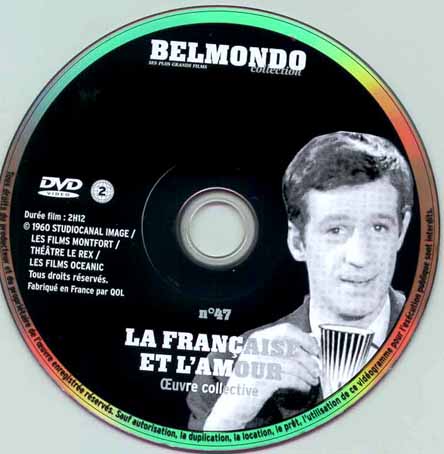 BELMONDO
SES PLUS GRANDS FILMS
collection
DVD
VIDEO
2
Durée film : 2H12
© 1960 STUDIOCANAL IMAGE /
LES FILMS MONTFORT /
THÉÂTRE LE REX /
LES FILMS OCEANIC
Tous droits réservés.
Fabriqué en France par QOL
n°47
LA FRANÇAISE
ET L'AMOUR
Œuvre collective
Tous droits du producteur et du propriétaire de l'œuvre enregistrée réservés. Sauf autorisation, la duplication, la location, le prêt, l'utilisation de ce vidéogramme pour l'exécution publique sont interdits.